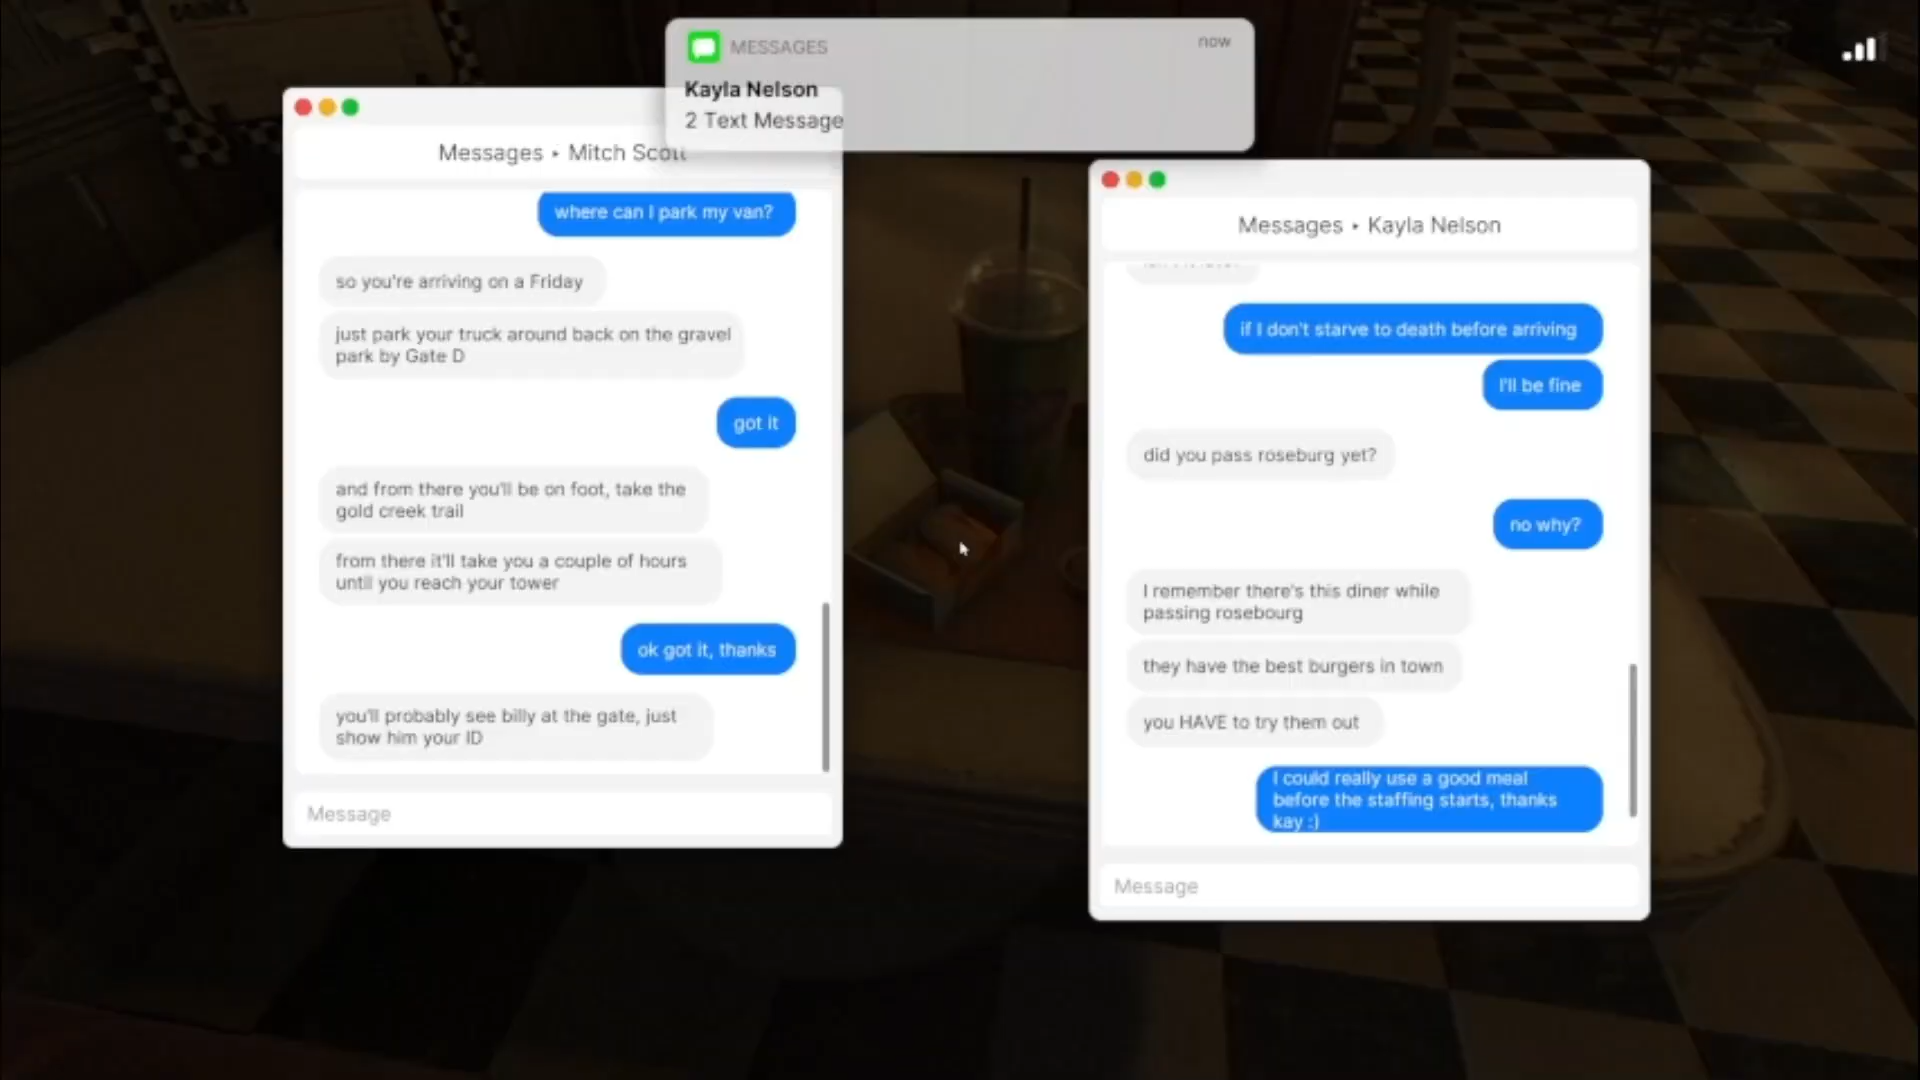 DRINKS
MESSAGES
now
Kayla Nelson
2 Text Message
Messages • Mitch Scott
where can I park my van?
so you're arriving on a Friday
just park your truck around back on the gravel
park by Gate D
got it
and from there you'll be on foot, take the
gold creek trail
from there it'll take you a couple of hours
until you reach your tower
ok got it, thanks
you'll probably see billy at the gate, just
show him your ID
Message
Messages • Kayla Nelson
if I don't starve to death before arriving
I'll be fine
did you pass roseburg yet?
no why?
I remember there's this diner while
passing rosebourg
they have the best burgers in town
you HAVE to try them out
I could really use a good meal
before the staffing starts, thanks
kay :)
Message